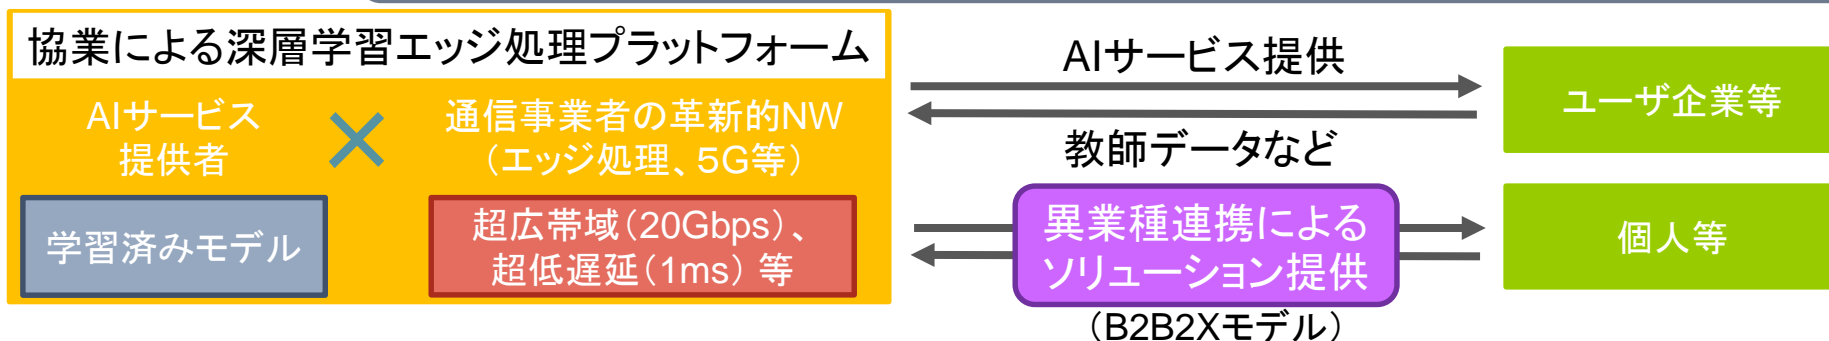 協業による深層学習エッジ処理プラットフォーム
AIサービス
提供者
通信事業者の革新的NW
（エッジ処理、5G等）
学習済みモデル
超広帯域（20Gbps）、
超低遅延（1ms）等
AIサービス提供
教師データなど
異業種連携による
ソリューション提供
（B2B2Xモデル）
ユーザ企業等
個人等